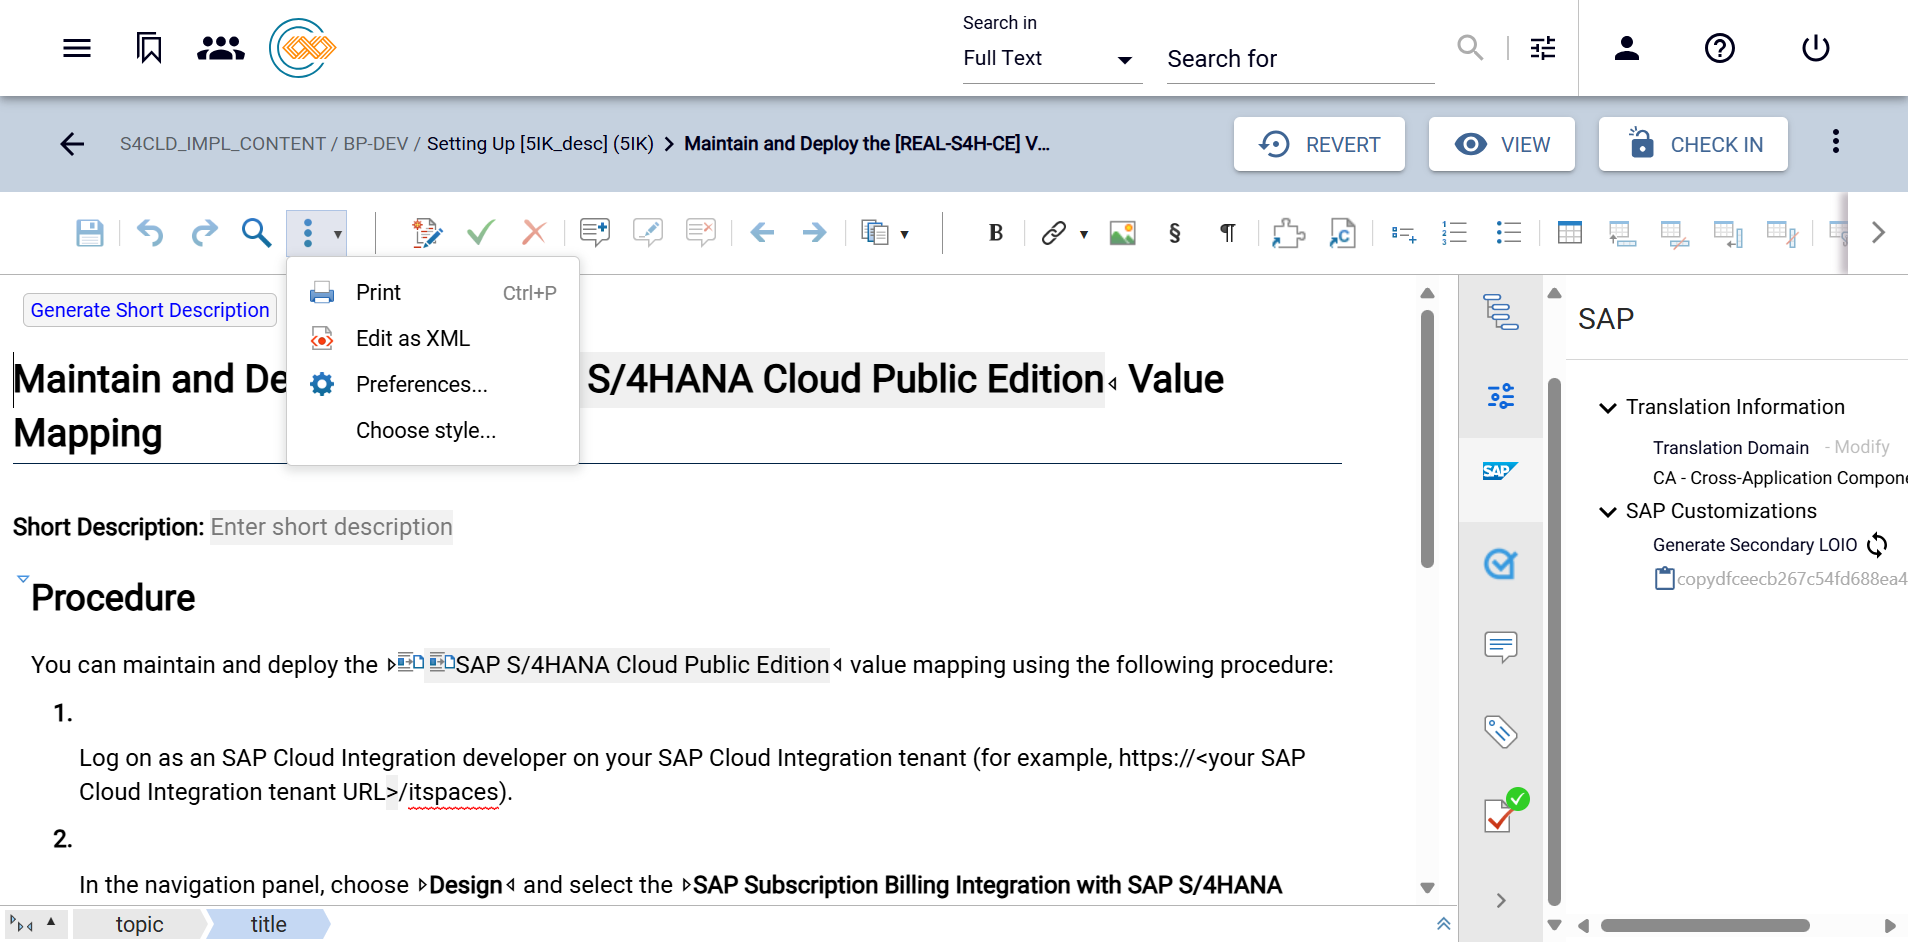 Search in
Full Text
Search for
S4CLD_IMPL_CONTENT / BP-DEV / Setting Up [5IK_desc] (5IK) > Maintain and Deploy the [REAL-S4H-CE] V...
REVERT
VIEW
CHECK IN
B
§
¶
Print Ctrl+P
Edit as XML
Preferences...
Choose style...
Generate Short Description
Maintain and De S/4HANA Cloud Public Edition Value
Mapping
Short Description: Enter short description
Procedure
You can maintain and deploy the SAP S/4HANA Cloud Public Edition value mapping using the following procedure:
1.
Log on as an SAP Cloud Integration developer on your SAP Cloud Integration tenant (for example, https://<your SAP
Cloud Integration tenant URL>/itspaces).
2.
In the navigation panel, choose Design and select the SAP Subscription Billing Integration with SAP S/4HANA
topic
title
SAP
SAP
Translation Information
Translation Domain - Modify
CA - Cross-Application Compone
SAP Customizations
Generate Secondary LOIO
copydfceecb267c54fd688ea4